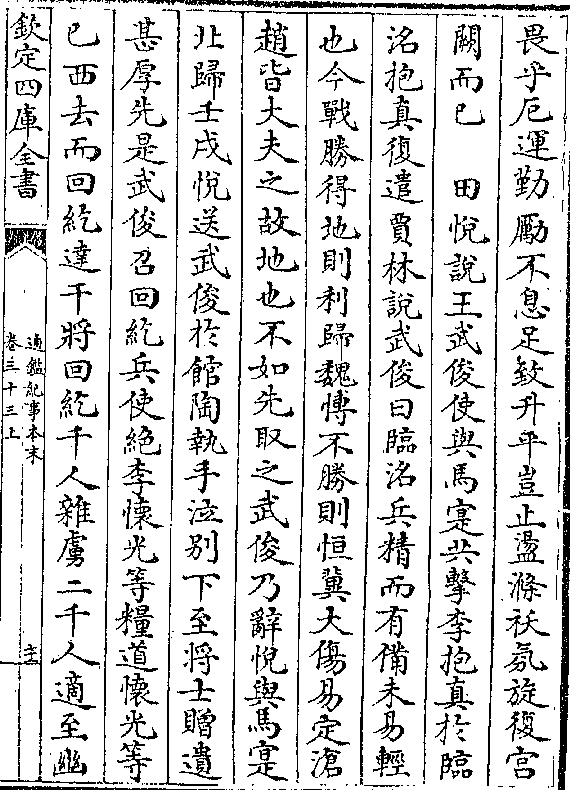 畏乎厄運勤勵不息足致升平豈止盪滌袄氛旋復宮
闕而已　田悅說王武俊使與馬寔共擊李抱真於臨
洺抱真復遣賈林說武俊曰臨洺兵精而有備未易輕
也今戰勝得地則利歸魏博不勝則恒冀大傷易定滄
趙皆大夫之故地也不如先取之武俊乃辭悅與馬寔
北歸壬戌悅送武俊於館陶執手泣別下至將士贈遺
甚厚先是武俊召回紇兵使絕李懷光等糧道懷光等
已西去而回紇達干將回紇千人雜虜二千人適至幽
欽定四庫全書
通鑑紀事本末
卷三十三上